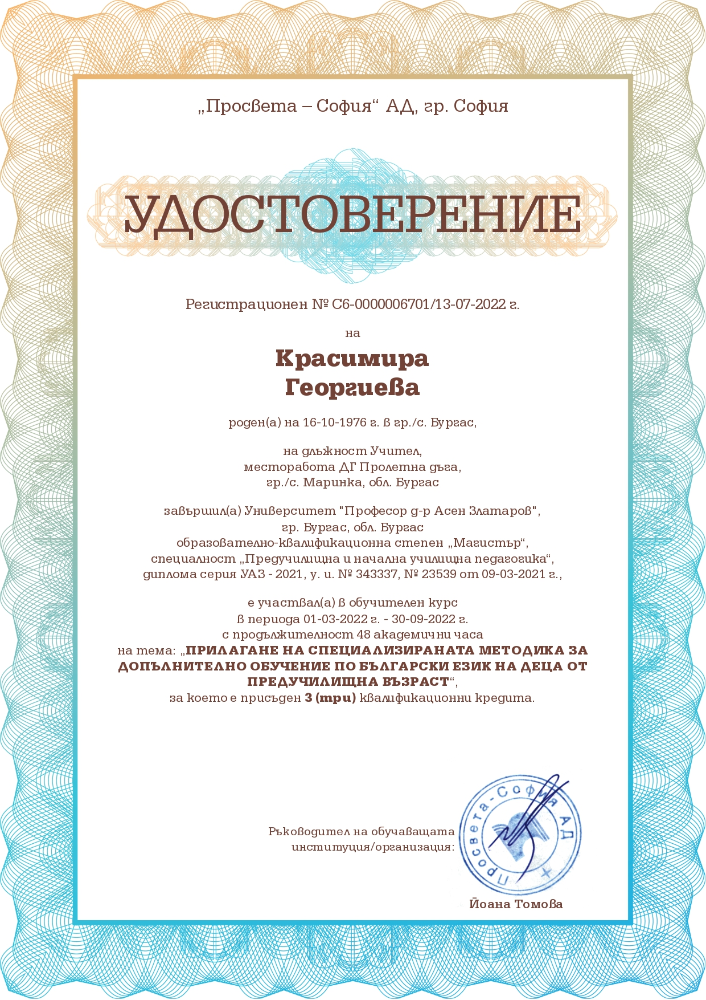 „Просвета – София“ АД, гр. София
УДОСТОВЕРЕНИЕ
Регистрационен № С6-0000006701/13-07-2022 г.
на
Красимира
Георгиева
роден(а) на 16-10-1976 г. в гр./с. Бургас,
на длъжност Учител,
месторабота ДГ Пролетна дъга,
гр./с. Маринка, обл. Бургас
завършил(а) Университет "Професор д-р Асен Златаров",
гр. Бургас, обл. Бургас
образователно-квалификационна степен „Магистър“,
специалност „Предучилищна и начална училищна педагогика“,
диплома серия УАЗ - 2021, у. и. № 343337, № 23539 от 09-03-2021 г.,
е участвал(а) в обучителен курс
в периода 01-03-2022 г. - 30-09-2022 г.
с продължителност 48 академични часа
на тема: „ПРИЛАГАНЕ НА СПЕЦИАЛИЗИРАНАТА МЕТОДИКА ЗА
ДОПЪЛНИТЕЛНО ОБУЧЕНИЕ ПО БЪЛГАРСКИ ЕЗИК НА ДЕЦА ОТ
ПРЕДУЧИЛИЩНА ВЪЗРАСТ“,
за което е присъден 3 (три) квалификационни кредита.
Ръководител на обучаващата
институция/организация:
Просвета-София АД
Йоана Томова